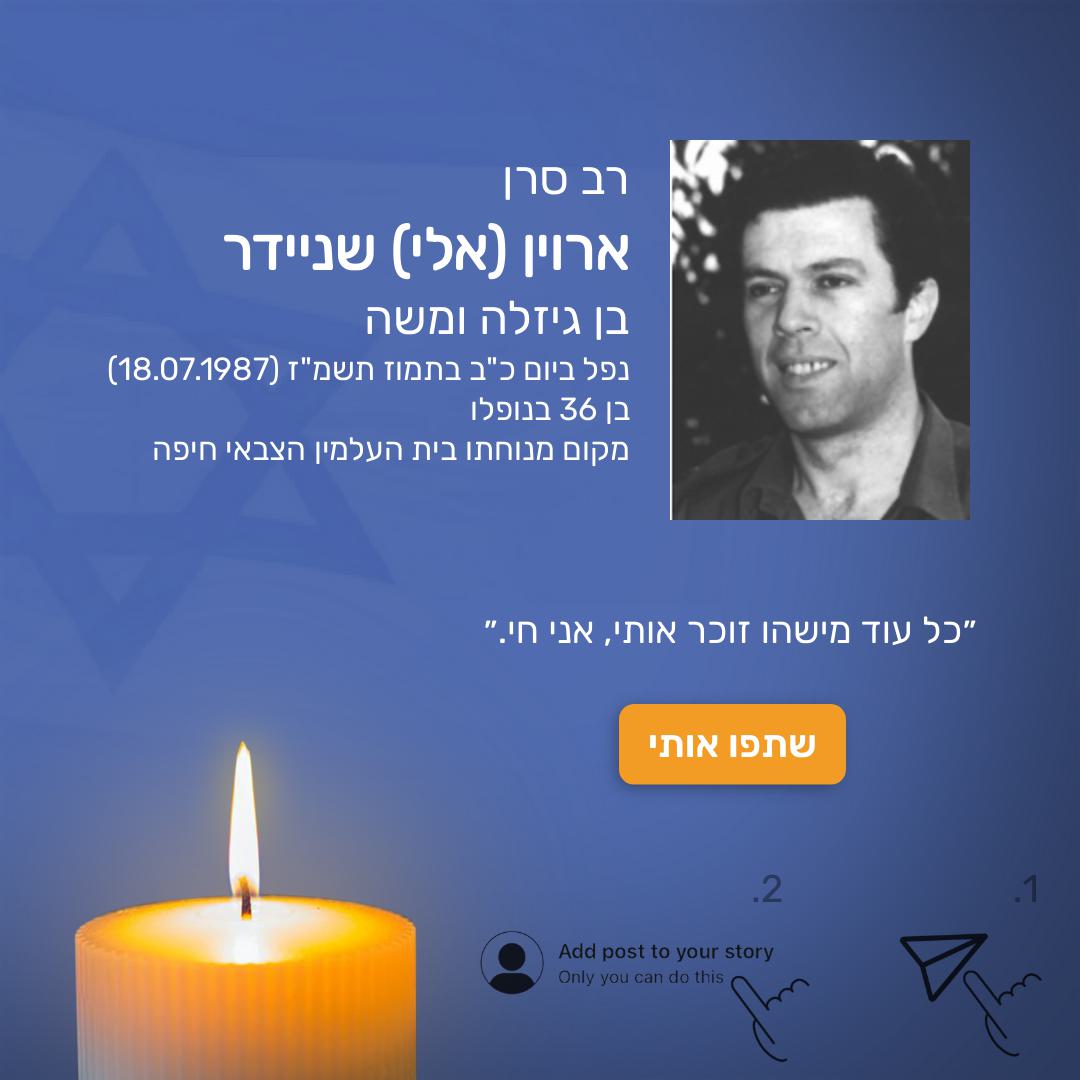 רב סרן
ארוין (אלי) שניידר
בן גיזלה ומשה
נפל ביום כ"ב בתמוז תשמ"ז (18.07.1987)
בן 36 בנופלו
מקום מנוחתו בית העלמין הצבאי חיפה
״כל עוד מישהו זוכר אותי, אני חי.״
שתפו אותי
1.
2.
Add post to your story
Only you can do this